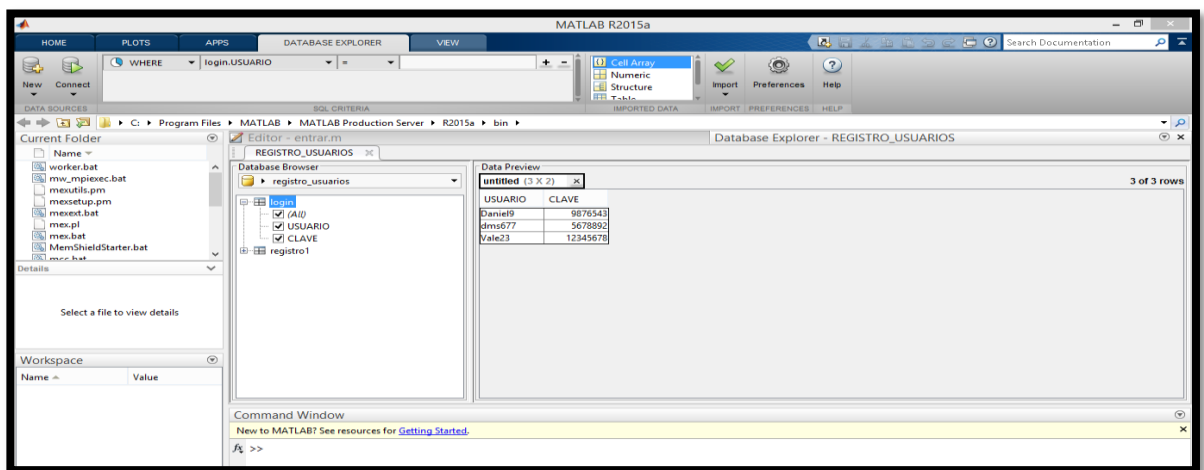 MATLAB R2015a
HOME PLOTS APPS DATABASE EXPLORER VIEW Search Documentation
WHERE login.USUARIO =
Cell Array
Numeric
Structure
Table
New Connect Import Preferences Help
DATA SOURCES SQL CRITERIA IMPORTED DATA IMPORT PREFERENCES HELP
C: Program Files MATLAB MATLAB Production Server R2015a bin
Current Folder
Name
worker.bat
mw_mpiexec.bat
mexutils.pm
mexsetup.pm
mexext.bat
mex.pl
mex.bat
MemShieldStarter.bat
mcc.bat
Details
Select a file to view details
Workspace
Name Value
Editor - entrar.m
Database Explorer - REGISTRO_USUARIOS
REGISTRO_USUARIOS
Database Browser
registro_usuarios
login
(All)
USUARIO
CLAVE
registro1
Data Preview
untitled (3 X 2)
3 of 3 rows
USUARIO CLAVE
Daniel9 9876543
dms677 5678892
Vale23 12345678
Command Window
New to MATLAB? See resources for Getting Started.
fx >>